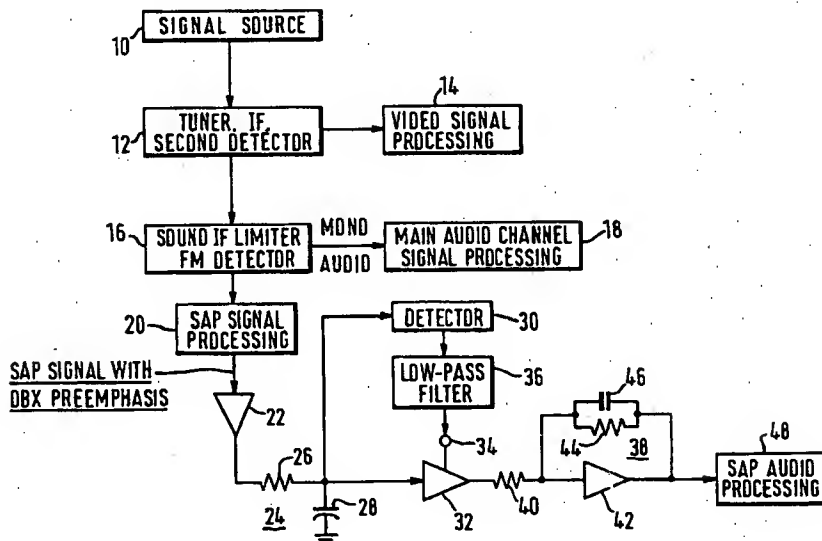 SIGNAL SOURCE
10
14
TUNER, IF,
SECOND DETECTOR
12
VIDEO SIGNAL
PROCESSING
16
SOUND IF LIMITER
FM DETECTOR
MONO
AUDIO
MAIN AUDIO CHANNEL
SIGNAL PROCESSING
18
20
SAP SIGNAL
PROCESSING
DETECTOR
30
SAP SIGNAL WITH
DBX PREEMPHASIS
LOW-PASS
FILTER
36
46
22
34
44
38
48
26
SAP AUDIO
PROCESSING
24
28
32
40
42